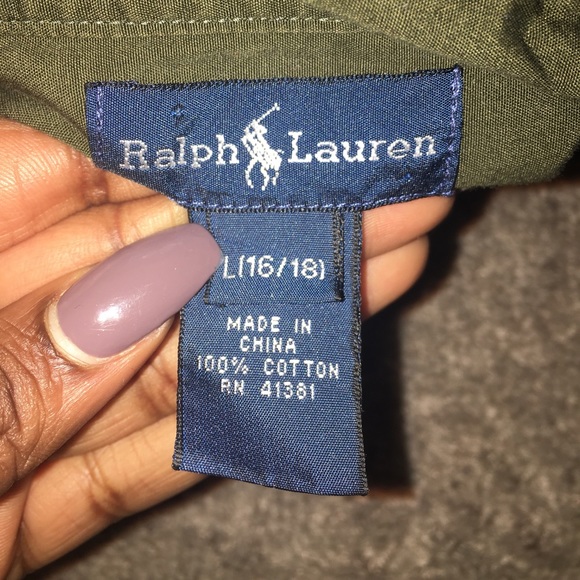 Ralph Lauren
L(16/18)
MADE IN
CHINA
100% COTTON
RN 41381